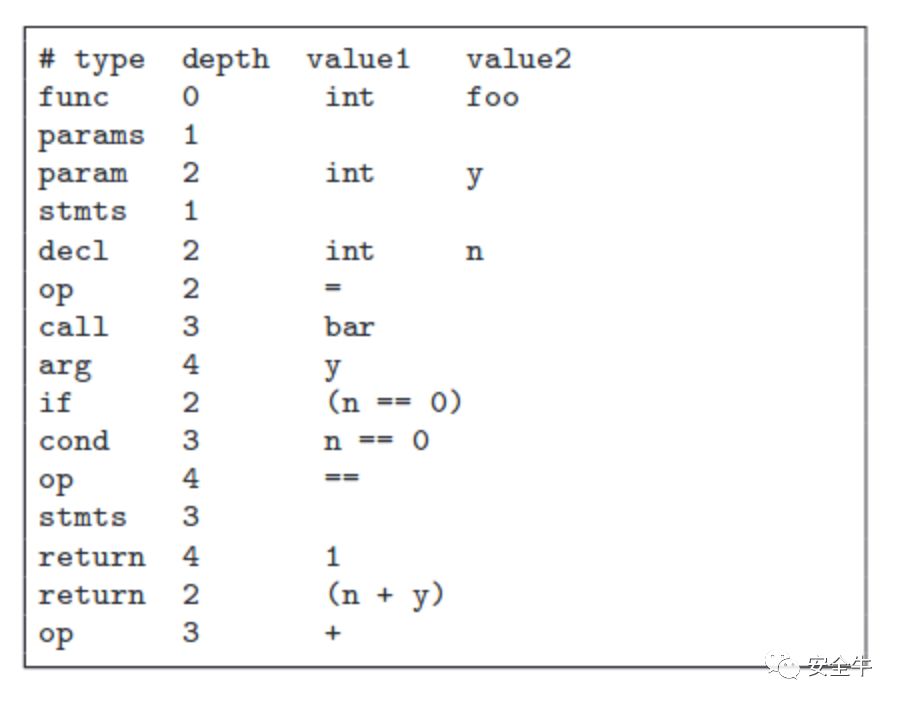 # type depth value1 value2
func 0 int foo
params 1
param 2 int y
stmts 1
decl 2 int n
op 2 =
call 3 bar
arg 4 y
if 2 (n == 0)
cond 3 n == 0
op 4 ==
stmts 3
return 4 1
return 2 (n + y)
op 3 +
安全牛